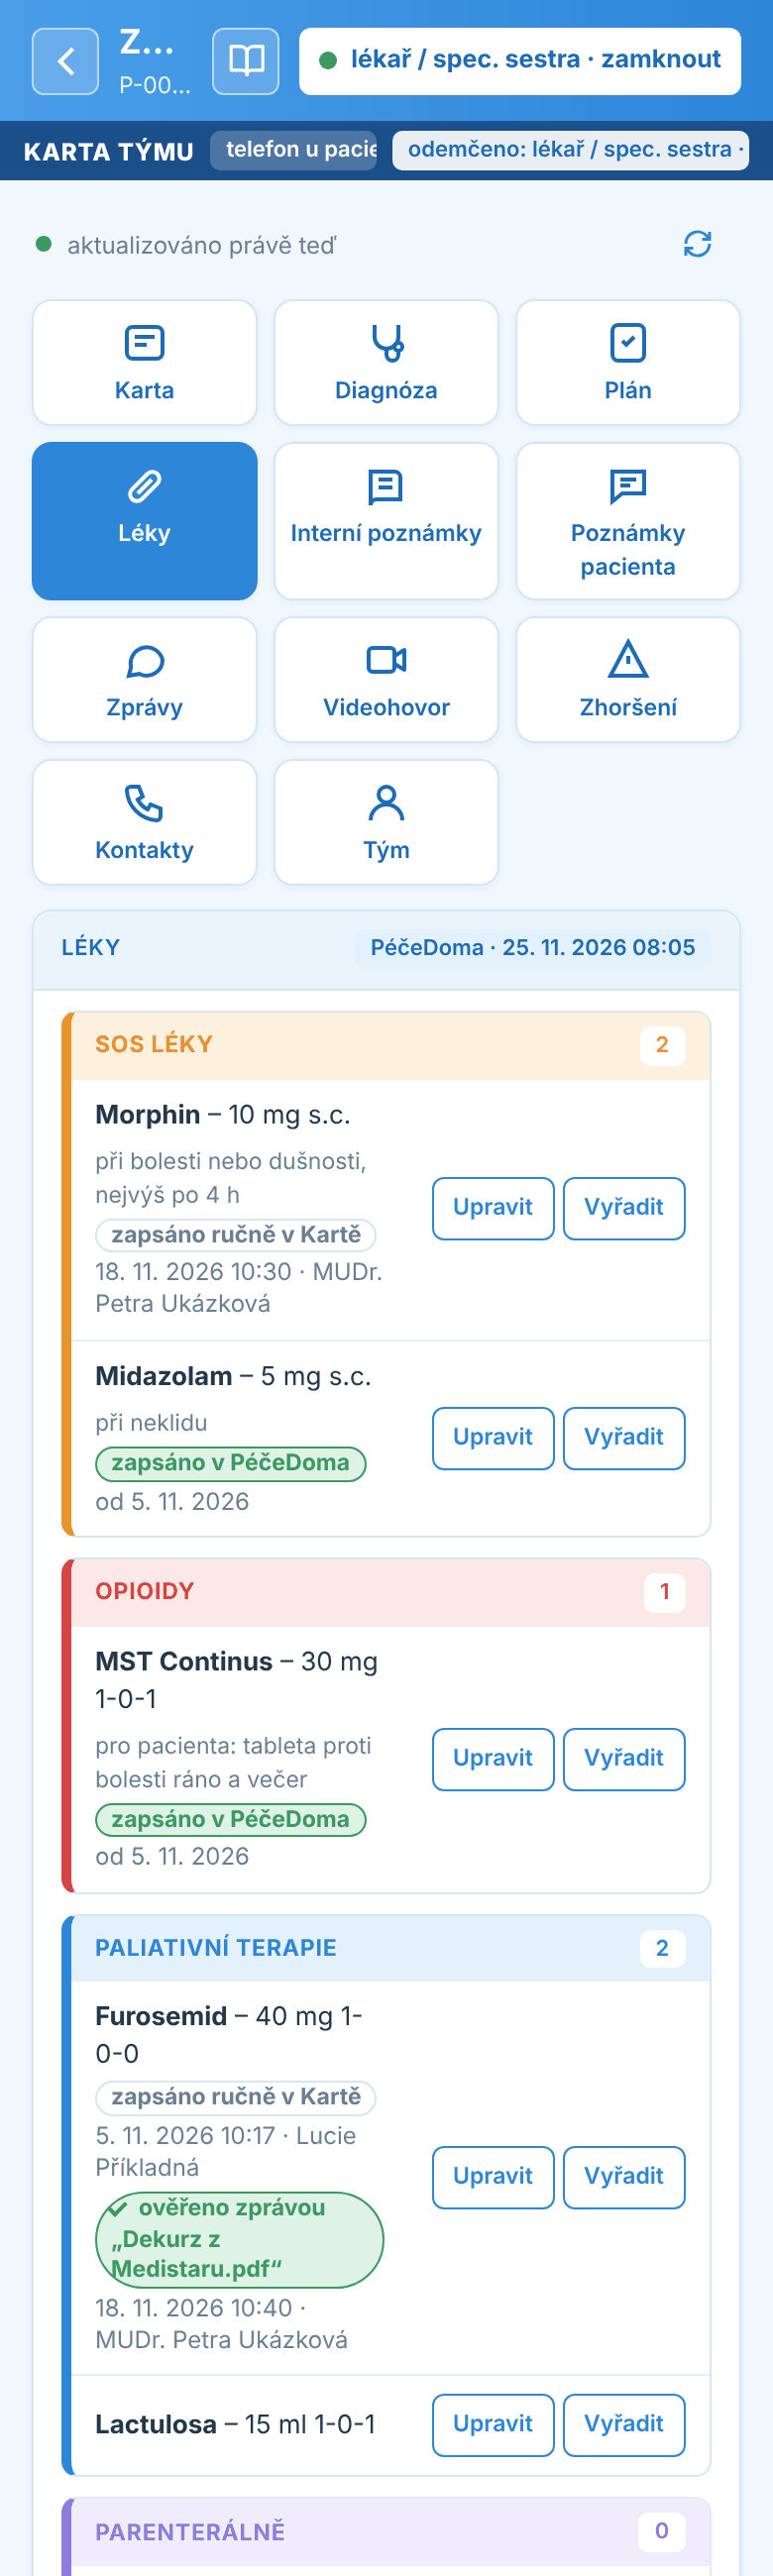 Z...
P-00...
lékař / spec. sestra · zamknout
KARTA TÝMU
telefon u pacie
odemčeno: lékař / spec. sestra ·
aktualizováno právě teď
Karta
Diagnóza
Plán
Léky
Interní poznámky
Poznámky
pacienta
Zprávy
Videohovor
Zhoršení
Kontakty
Tým
LÉKY
PéčeDoma · 25. 11. 2026 08:05
SOS LÉKY
2
Morphin – 10 mg s.c.
při bolesti nebo dušnosti,
nejvýš po 4 h
zapsáno ručně v Kartě
18. 11. 2026 10:30 · MUDr.
Petra Ukázková
Upravit
Vyřadit
Midazolam – 5 mg s.c.
při neklidu
zapsáno v PéčeDoma
od 5. 11. 2026
Upravit
Vyřadit
OPIOIDY
1
MST Continus – 30 mg
1-0-1
pro pacienta: tableta proti
bolesti ráno a večer
zapsáno v PéčeDoma
od 5. 11. 2026
Upravit
Vyřadit
PALIATIVNÍ TERAPIE
2
Furosemid – 40 mg 1-
0-0
zapsáno ručně v Kartě
5. 11. 2026 10:17 · Lucie
Příkladná
✔ ověřeno zprávou
„Dekurz z
Medistaru.pdf“
18. 11. 2026 10:40 ·
MUDr. Petra Ukázková
Upravit
Vyřadit
Lactulosa – 15 ml 1-0-1
Upravit
Vyřadit
PARENTERÁLNĚ
0